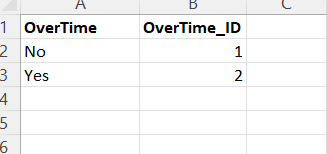 A B C
1 OverTime OverTime_ID
2 No 1
3 Yes 2
4
5
6